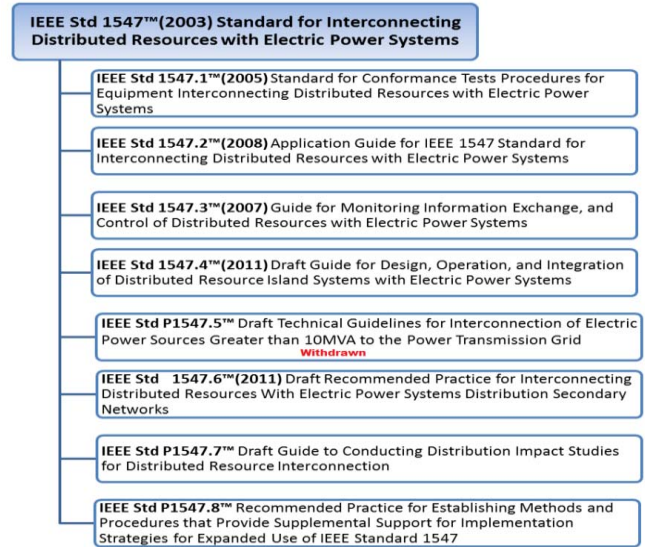 IEEE Std 1547™(2003) Standard for Interconnecting
Distributed Resources with Electric Power Systems
IEEE Std 1547.1™(2005) Standard for Conformance Tests Procedures for
Equipment Interconnecting Distributed Resources with Electric Power
Systems
IEEE Std 1547.2™(2008) Application Guide for IEEE 1547 Standard for
Interconnecting Distributed Resources with Electric Power Systems
IEEE Std 1547.3™(2007) Guide for Monitoring Information Exchange, and
Control of Distributed Resources with Electric Power Systems
IEEE Std 1547.4™(2011) Draft Guide for Design, Operation, and Integration
of Distributed Resource Island Systems with Electric Power Systems
IEEE Std P1547.5™ Draft Technical Guidelines for Interconnection of Electric
Power Sources Greater than 10MVA to the Power Transmission Grid
Withdrawn
IEEE Std 1547.6™(2011) Draft Recommended Practice for Interconnecting
Distributed Resources With Electric Power Systems Distribution Secondary
Networks
IEEE Std P1547.7™ Draft Guide to Conducting Distribution Impact Studies
for Distributed Resource Interconnection
IEEE Std P1547.8™ Recommended Practice for Establishing Methods and
Procedures that Provide Supplemental Support for Implementation
Strategies for Expanded Use of IEEE Standard 1547